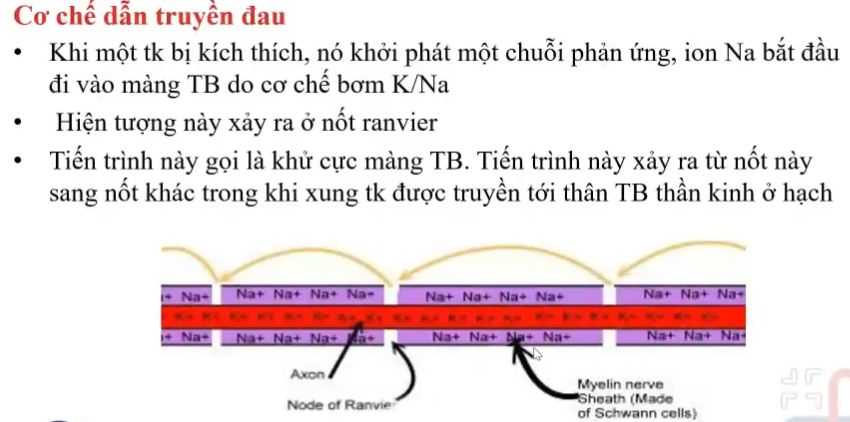 Cơ chế dẫn truyền đau
• Khi một tk bị kích thích, nó khởi phát một chuỗi phản ứng, ion Na bắt đầu
đi vào màng TB do cơ chế bơm K/Na
• Hiện tượng này xảy ra ở nốt ranvier
• Tiến trình này gọi là khử cực màng TB. Tiến trình này xảy ra từ nốt này
sang nốt khác trong khi xung tk được truyền tới thân TB thần kinh ở hạch
Na+ Na+ Na+ Na+ Na+ Na+ Na+ Na+ Na+ Na+ Na+ Na+
K+ K+ K+ K+ K+ K+ K+ K+ K+ K+ K+ K+
Na+ Na+ Na+ Na+ Na+ Na+ Na+ Na+ Na+ Na+ Na+ Na+
Axon
Node of Ranvier
Myelin nerve
Sheath (Made
of Schwann cells)